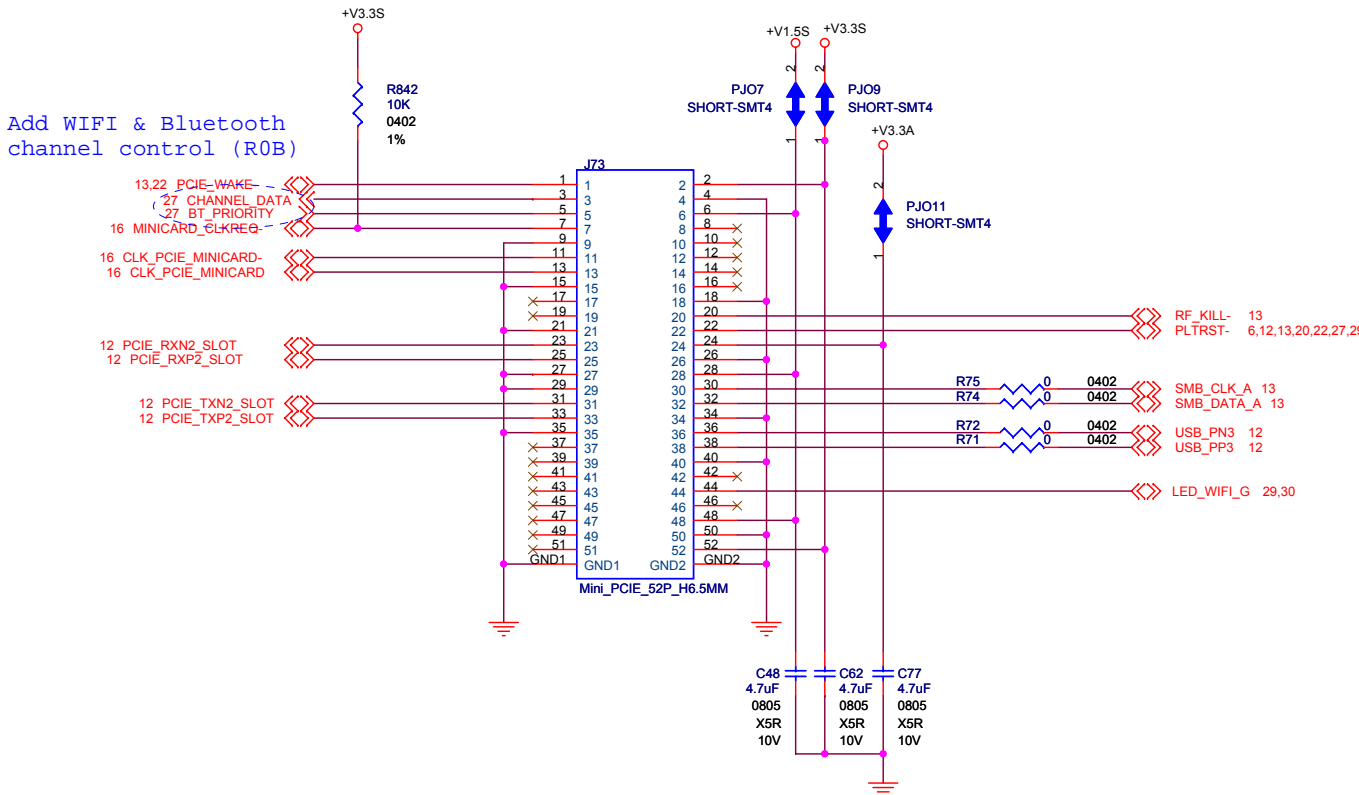 +V3.3S
+V1.5S
+V3.3S
R842
10K
0402
1%
2
2
PJO7
SHORT-SMT4
PJO9
SHORT-SMT4
1
1
+V3.3A
Add WIFI & Bluetooth
channel control (R0B)
2
PJO11
SHORT-SMT4
1
J73
13,22 PCIE_WAKE-
1 1 2 2
27 CHANNEL_DATA
3 3 4 4
27 BT_PRIORITY
5 5 6 6
16 MINICARD_CLKREQ-
7 7 8 8
9 9 10 10
16 CLK_PCIE_MINICARD-
11 11 12 12
16 CLK_PCIE_MINICARD
13 13 14 14
15 15 16 16
17 17 18 18
19 19 20 20 RF_KILL- 13
21 21 22 22 PLTRST- 6,12,13,20,22,27,29
12 PCIE_RXN2_SLOT
23 23 24 24
12 PCIE_RXP2_SLOT
25 25 26 26
27 27 28 28
29 29 30 30 R75 0 0402 SMB_CLK_A 13
12 PCIE_TXN2_SLOT
31 31 32 32 R74 0 0402 SMB_DATA_A 13
12 PCIE_TXP2_SLOT
33 33 34 34
35 35 36 36 R72 0 0402 USB_PN3 12
37 37 38 38 R71 0 0402 USB_PP3 12
39 39 40 40
41 41 42 42
43 43 44 44 LED_WIFI_G 29,30
45 45 46 46
47 47 48 48
49 49 50 50
51 51 52 52
GND1 GND1 GND2 GND2
Mini_PCIE_52P_H6.5MM
C48
4.7uF
0805
X5R
10V
C62
4.7uF
0805
X5R
10V
C77
4.7uF
0805
X5R
10V